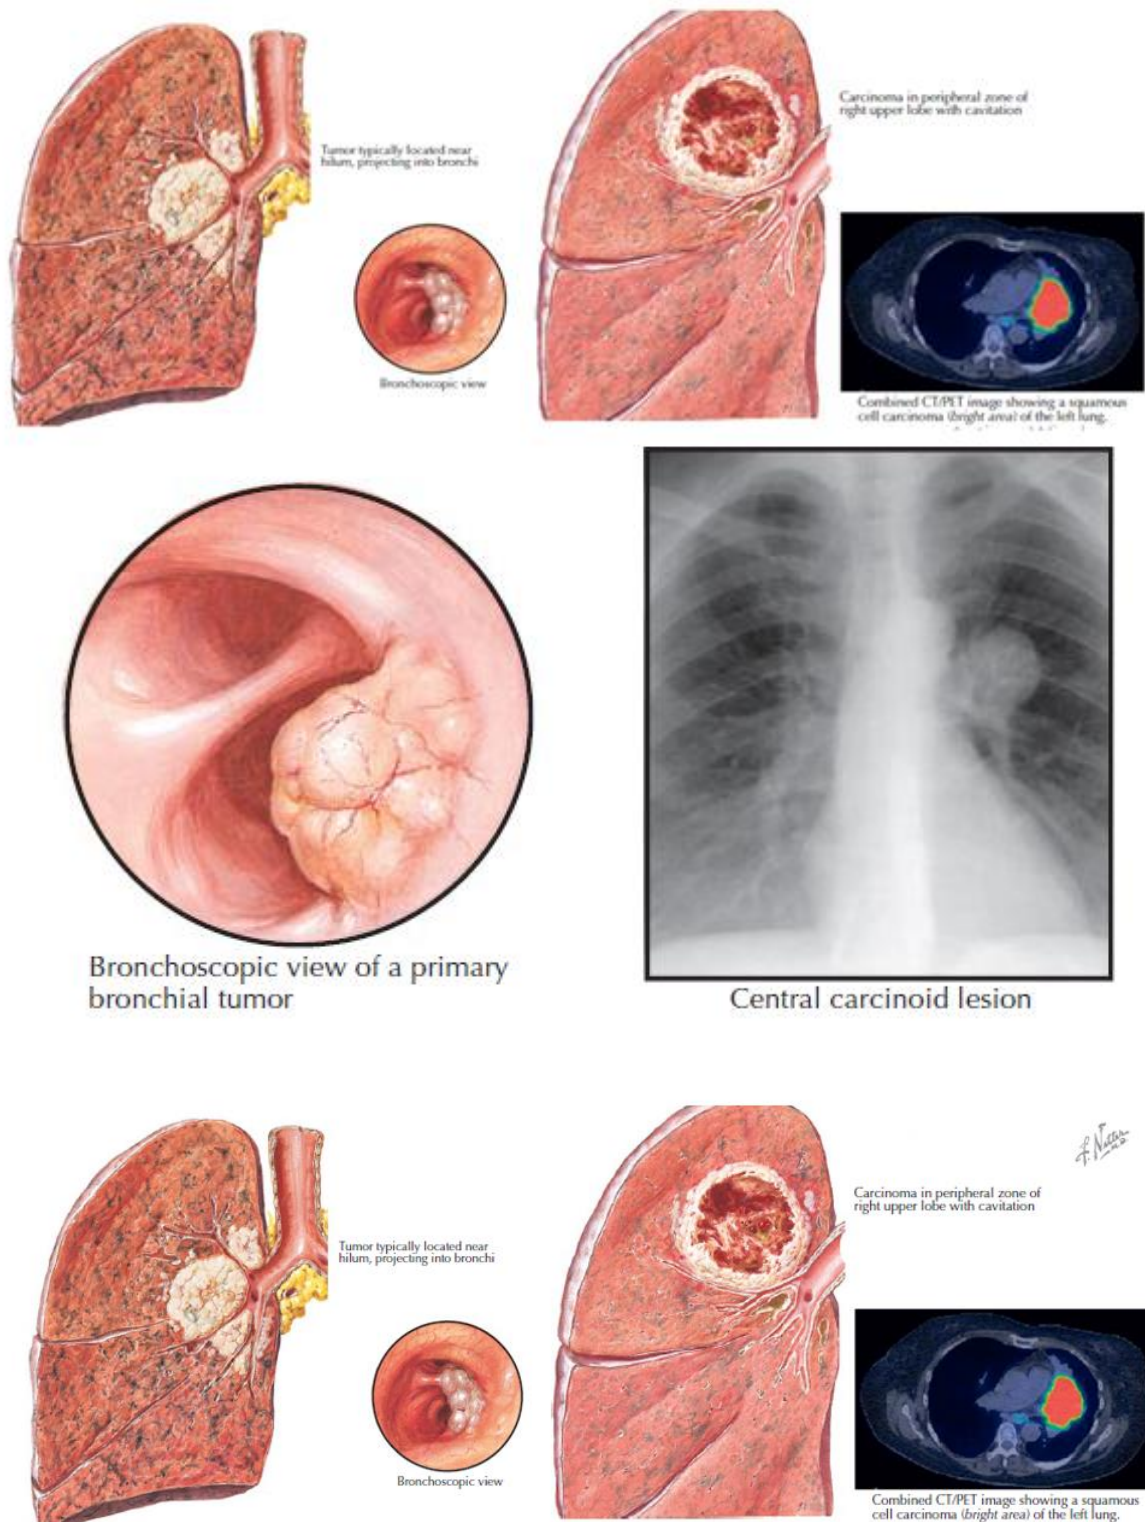 Tumor typically located near
hilum, projecting into bronchi
Carcinoma in peripheral zone of
right upper lobe with cavitation
Bronchoscopic view
Combined CT/PET image showing a squamous
cell carcinoma (bright area) of the left lung.
Bronchoscopic view of a primary
bronchial tumor
Central carcinoid lesion
F. Netter
M.D.
Carcinoma in peripheral zone of
right upper lobe with cavitation
Tumor typically located near
hilum, projecting into bronchi
Bronchoscopic view
Combined CT/PET image showing a squamous
cell carcinoma (bright area) of the left lung.